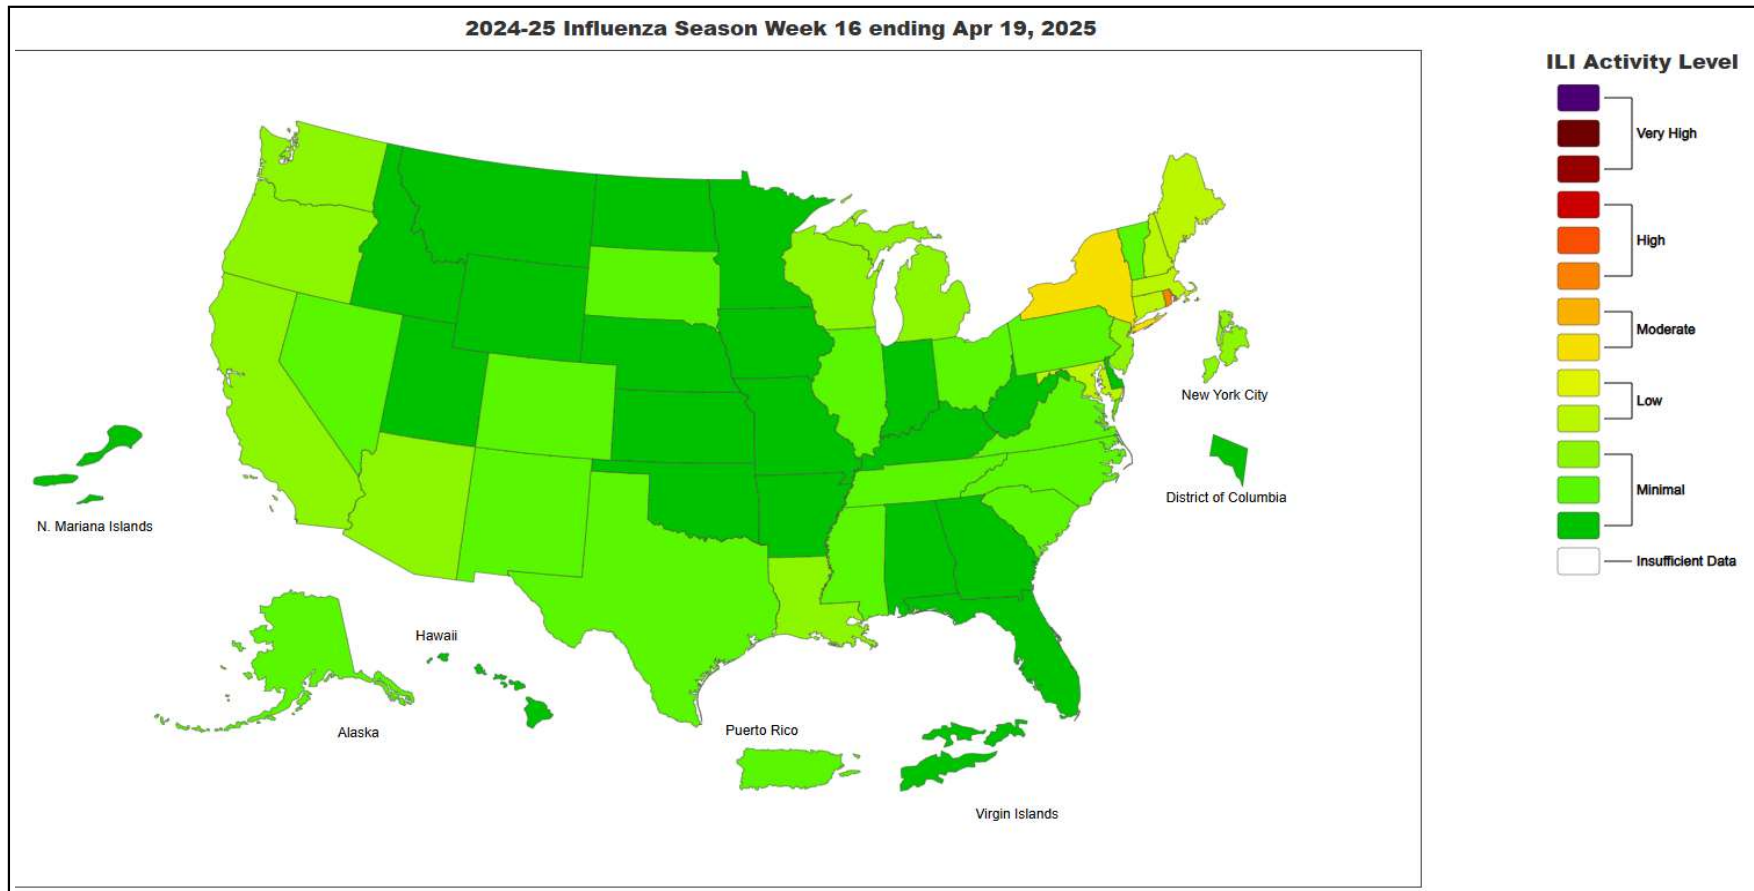 2024-25 Influenza Season Week 16 ending Apr 19, 2025
ILI Activity Level
Very High
High
Moderate
Low
Minimal
Insufficient Data
New York City
District of Columbia
N. Mariana Islands
Hawaii
Alaska
Puerto Rico
Virgin Islands